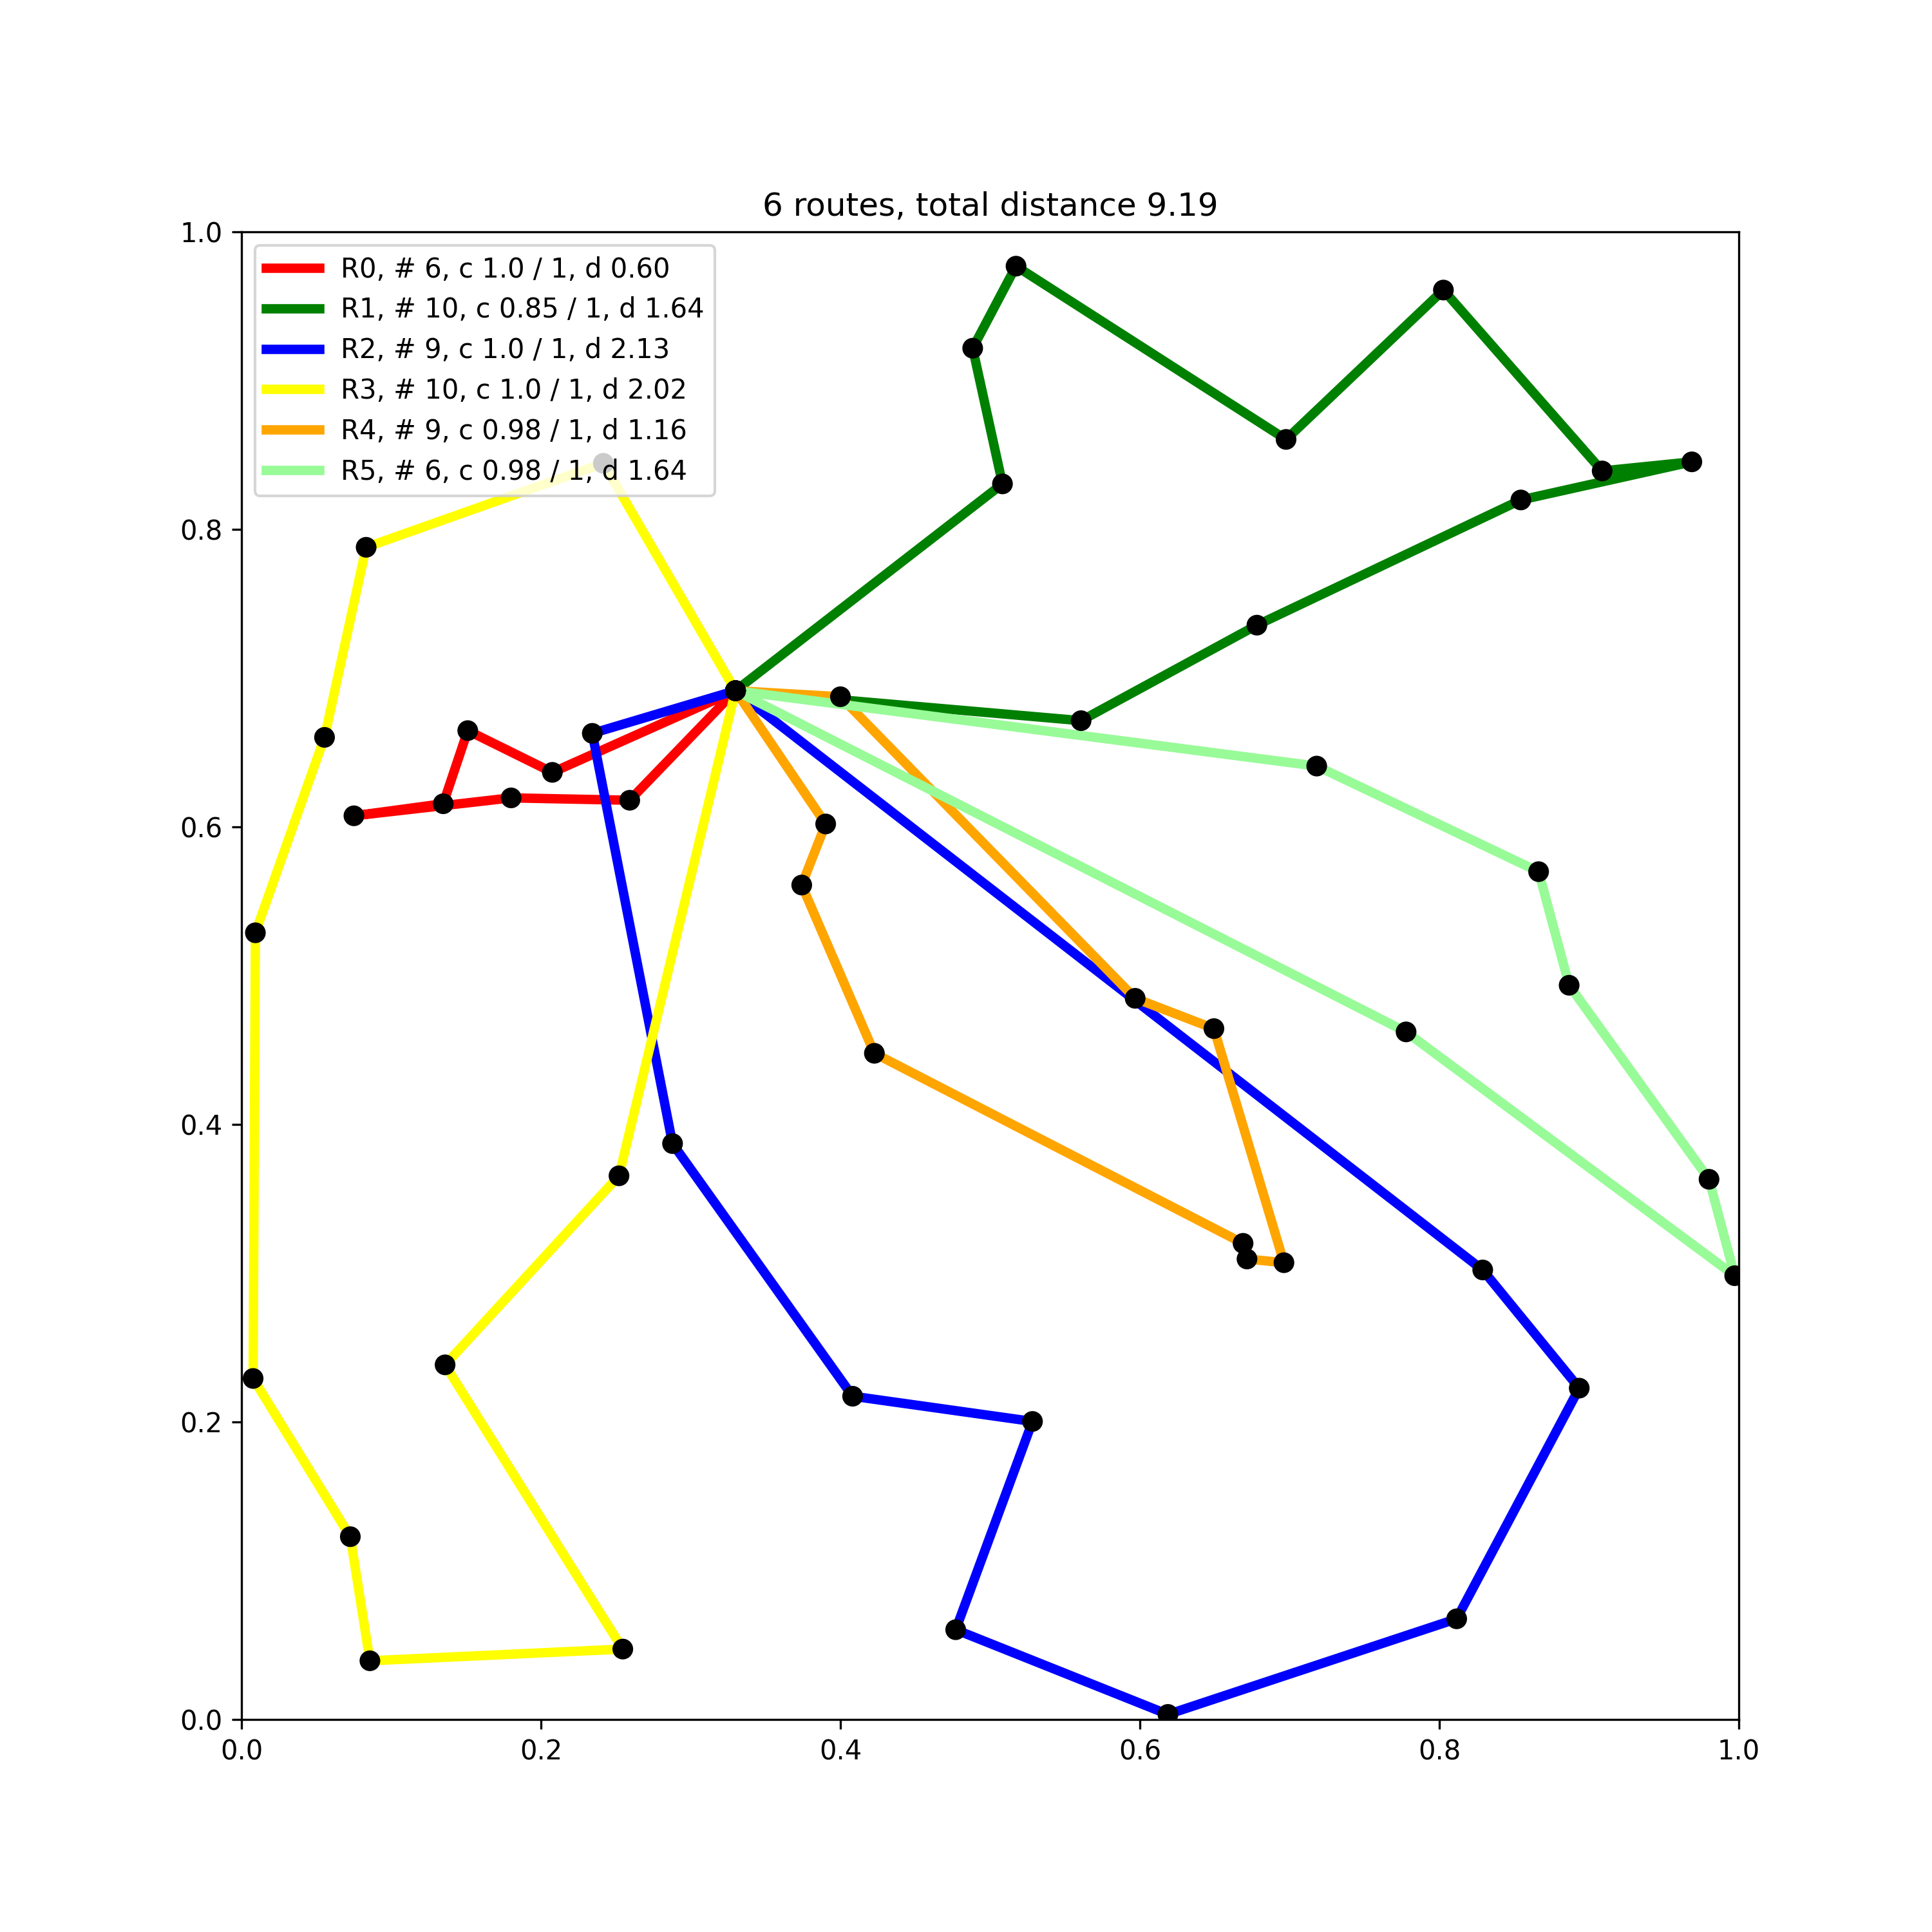 6 routes, total distance 9.19
1.0
R0, # 6, c 1.0 / 1, d 0.60
R1, # 10, c 0.85 / 1, d 1.64
R2, # 9, c 1.0 / 1, d 2.13
R3, # 10, c 1.0 / 1, d 2.02
R4, # 9, c 0.98 / 1, d 1.16
R5, # 6, c 0.98 / 1, d 1.64
0.8
0.6
0.4
0.2
0.0
0.0 0.2 0.4 0.6 0.8 1.0